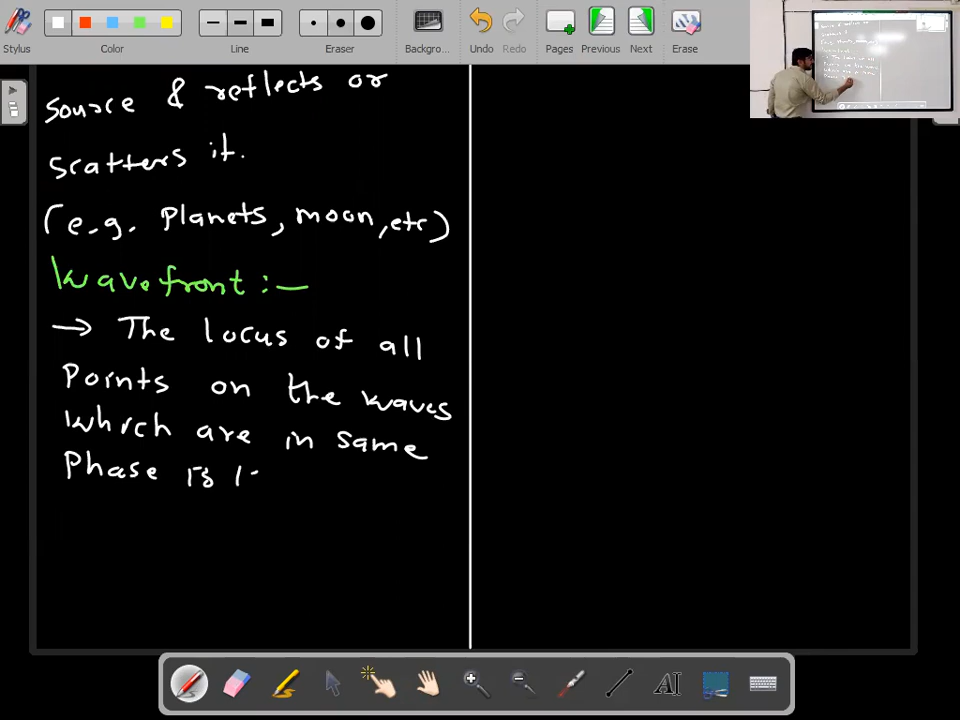 Stylus
Color
Line
Eraser
Backgro...
Undo
Redo
Pages
Previous
Next
Erase
source & reflects or
scatters it.
(e.g. Planets, moon, etc)
Wavefront :—
→ The locus of all
Points on the waves
Which are in same
Phase is
AI